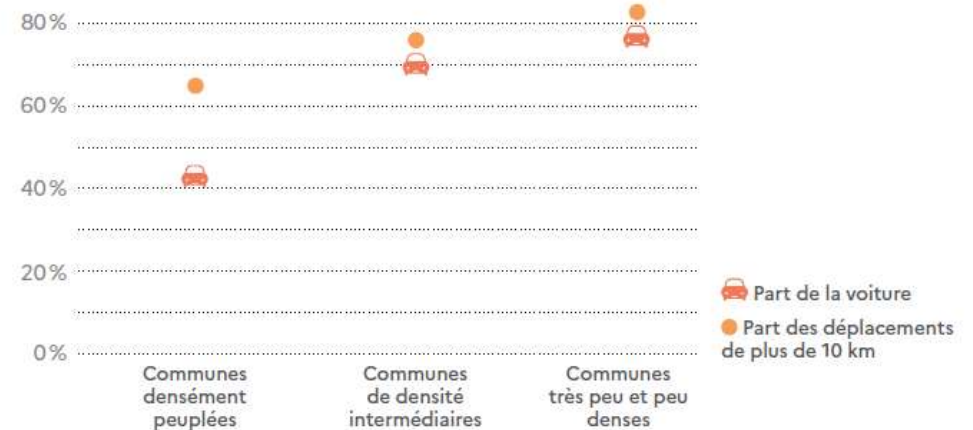 80 %
60 %
40 %
20 %
0 %
Communes
densément
peuplées
Communes
de densité
intermédiaires
Communes
très peu et peu
denses
Part de la voiture
Part des déplacements
de plus de 10 km